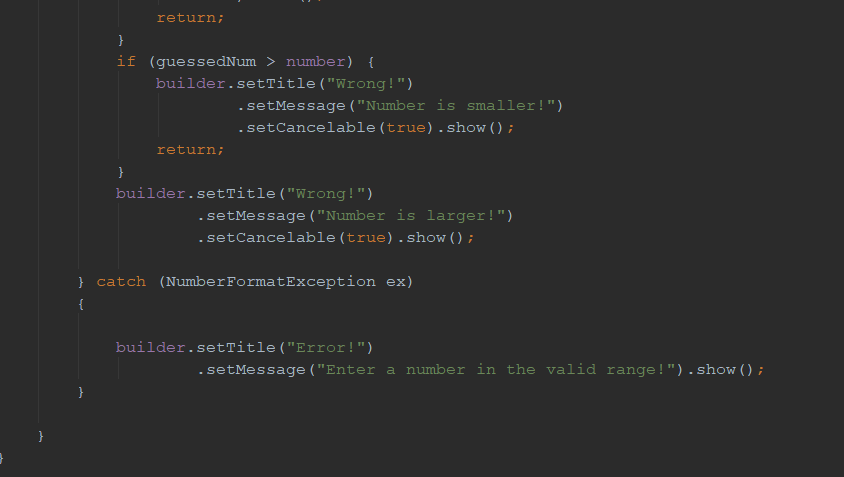 return;
}
if (guessedNum > number) {
builder.setTitle("Wrong!")
.setMessage("Number is smaller!")
.setCancelable(true).show();
return;
}
builder.setTitle("Wrong!")
.setMessage("Number is larger!")
.setCancelable(true).show();
} catch (NumberFormatException ex)
{
builder.setTitle("Error!")
.setMessage("Enter a number in the valid range!").show();
}
}
}